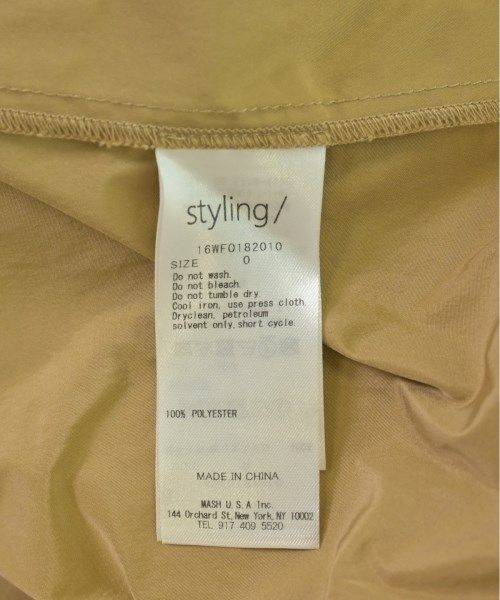 styling/
16WF0182010
SIZE 0
Do not wash.
Do not bleach.
Do not tumble dry.
Cool iron, use press cloth.
Dryclean, petroleum
solvent only, short cycle
100% POLYESTER
MADE IN CHINA
MASH U.S.A Inc.
144 Orchard St, New York, NY 10002
TEL 917 409 5520